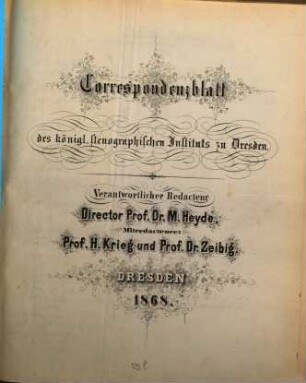 Correspondenzblatt
des königl. stenographischen Instituts zu Dresden.
Verantwortlicher Redacteur
Director Prof. Dr. M. Heyde.
Mitredacteure:
Prof. H. Krieg und Prof. Dr. Zeibig.
DRESDEN
1868.